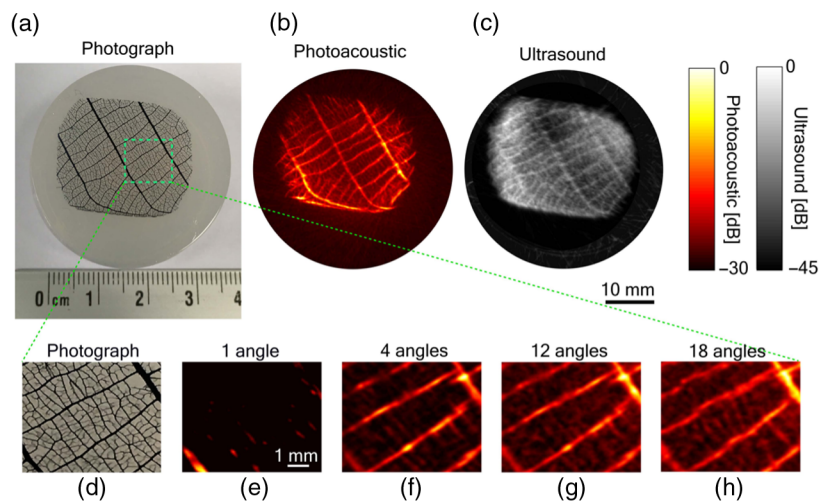 (a)
Photograph
(b)
Photoacoustic
(c)
Ultrasound
0
Photoacoustic [dB]
−30
0
Ultrasound [dB]
−45
0 cm 1 2 3 4
10 mm
Photograph
1 angle
4 angles
12 angles
18 angles
1 mm
(d)
(e)
(f)
(g)
(h)